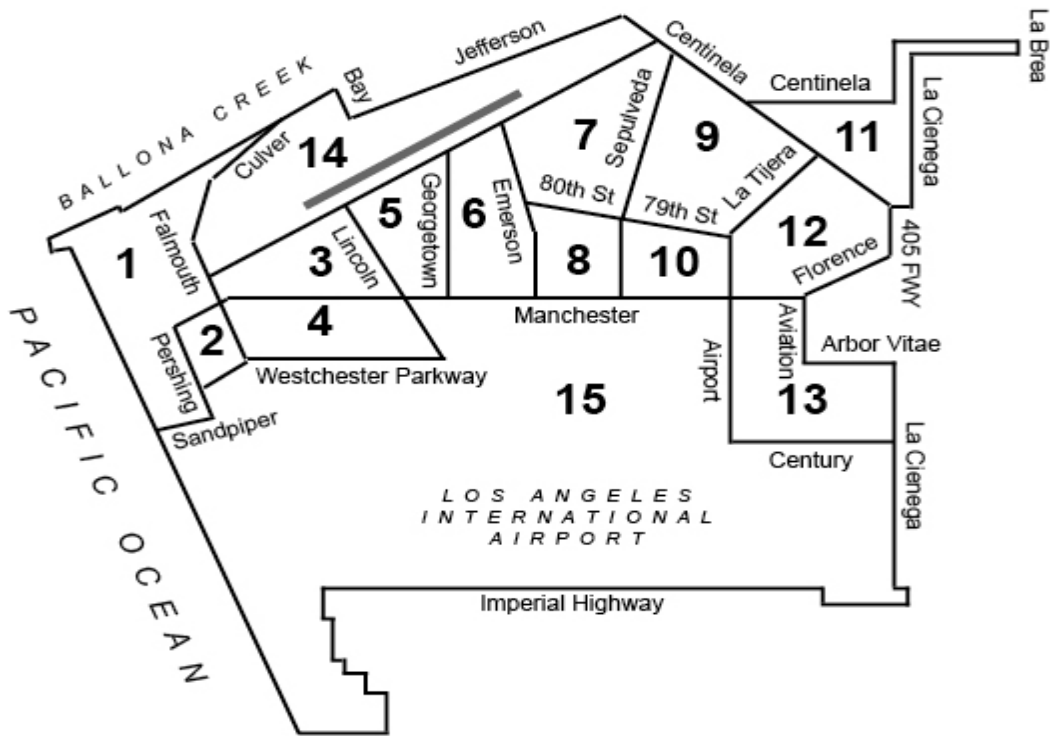 La Brea
Jefferson
Centinela
Bay
Centinela
BALLONA CREEK
La Cienega
7
Sepulveda
9
11
14
Culver
La Tijera
5
Georgetown
6
Emerson
80th St
79th St
12
Falmouth
1
3
Lincoln
8
10
Florence
405 FWY
Manchester
2
4
Pershing
Aviation
Arbor Vitae
Westchester Parkway
Airport
15
13
Sandpiper
Century
La Cienega
PACIFIC OCEAN
LOS ANGELES
INTERNATIONAL
AIRPORT
Imperial Highway